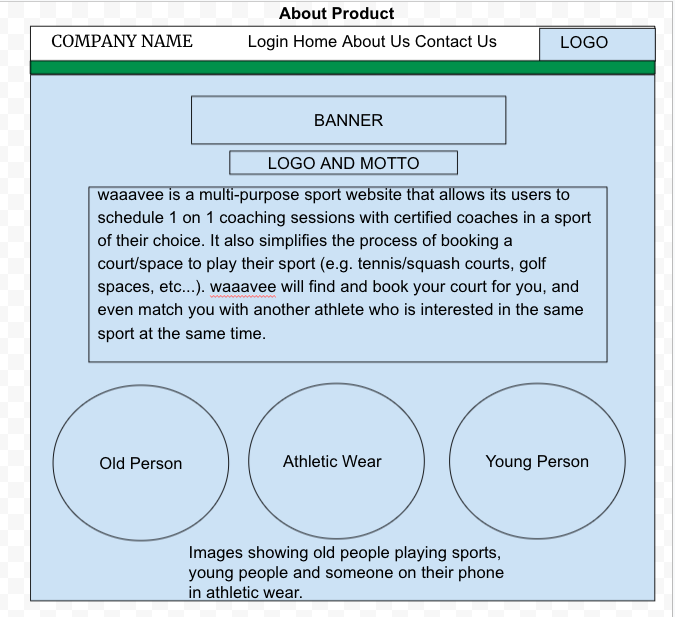 About Product
COMPANY NAME Login Home About Us Contact Us LOGO
BANNER
LOGO AND MOTTO
waaavee is a multi-purpose sport website that allows its users to
schedule 1 on 1 coaching sessions with certified coaches in a sport
of their choice. It also simplifies the process of booking a
court/space to play their sport (e.g. tennis/squash courts, golf
spaces, etc...). waaavee will find and book your court for you, and
even match you with another athlete who is interested in the same
sport at the same time.
Old Person Athletic Wear Young Person
Images showing old people playing sports,
young people and someone on their phone
in athletic wear.